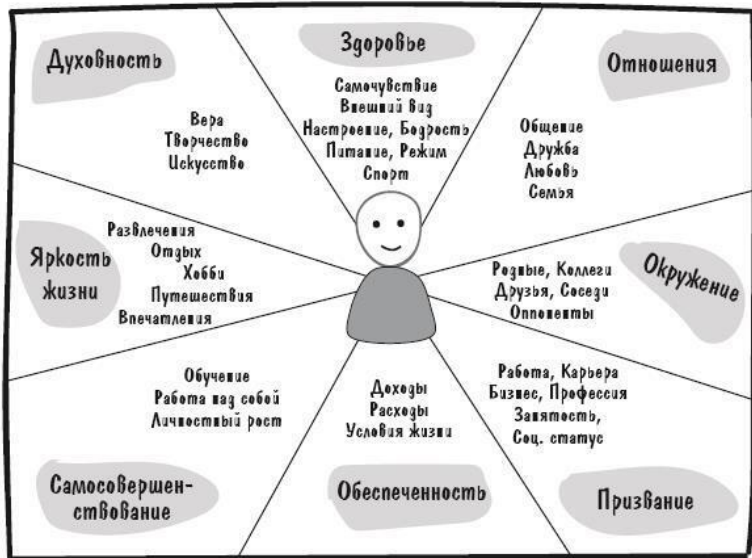 Духовность
Вера
Творчество
Искусство
Здоровье
Самочувствие
Внешний вид
Настроение, Бодрость
Питание, Режим
Спорт
Отношения
Общение
Дружба
Любовь
Семья
Яркость
жизни
Развлечения
Отдых
Хобби
Путешествия
Впечатления
Родные, Коллеги
Друзья, Соседи
Оппоненты
Окружение
Обучение
Работа над собой
Личностный рост
Самосовершен-
ствование
Доходы
Расходы
Условия жизни
Обеспеченность
Работа, Карьера
Бизнес, Профессия
Занятость,
Соц. статус
Призвание